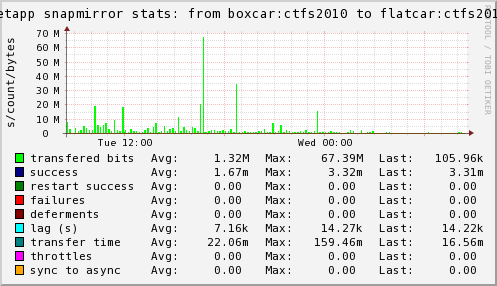 etapp snapmirror stats: from boxcar:ctfs2010 to flatcar:ctfs201
RRDTOOL / TOBI OETIKER
s/count/bytes
70 M
60 M
50 M
40 M
30 M
20 M
10 M
0
Tue 12:00 Wed 00:00
transfered bits Avg: 1.32M Max: 67.39M Last: 105.96k
success Avg: 1.67m Max: 3.32m Last: 3.31m
restart success Avg: 0.00 Max: 0.00 Last: 0.00
failures Avg: 0.00 Max: 0.00 Last: 0.00
deferments Avg: 0.00 Max: 0.00 Last: 0.00
lag (s) Avg: 7.16k Max: 14.27k Last: 14.22k
transfer time Avg: 22.06m Max: 159.46m Last: 16.56m
throttles Avg: 0.00 Max: 0.00 Last: 0.00
sync to async Avg: 0.00 Max: 0.00 Last: 0.00